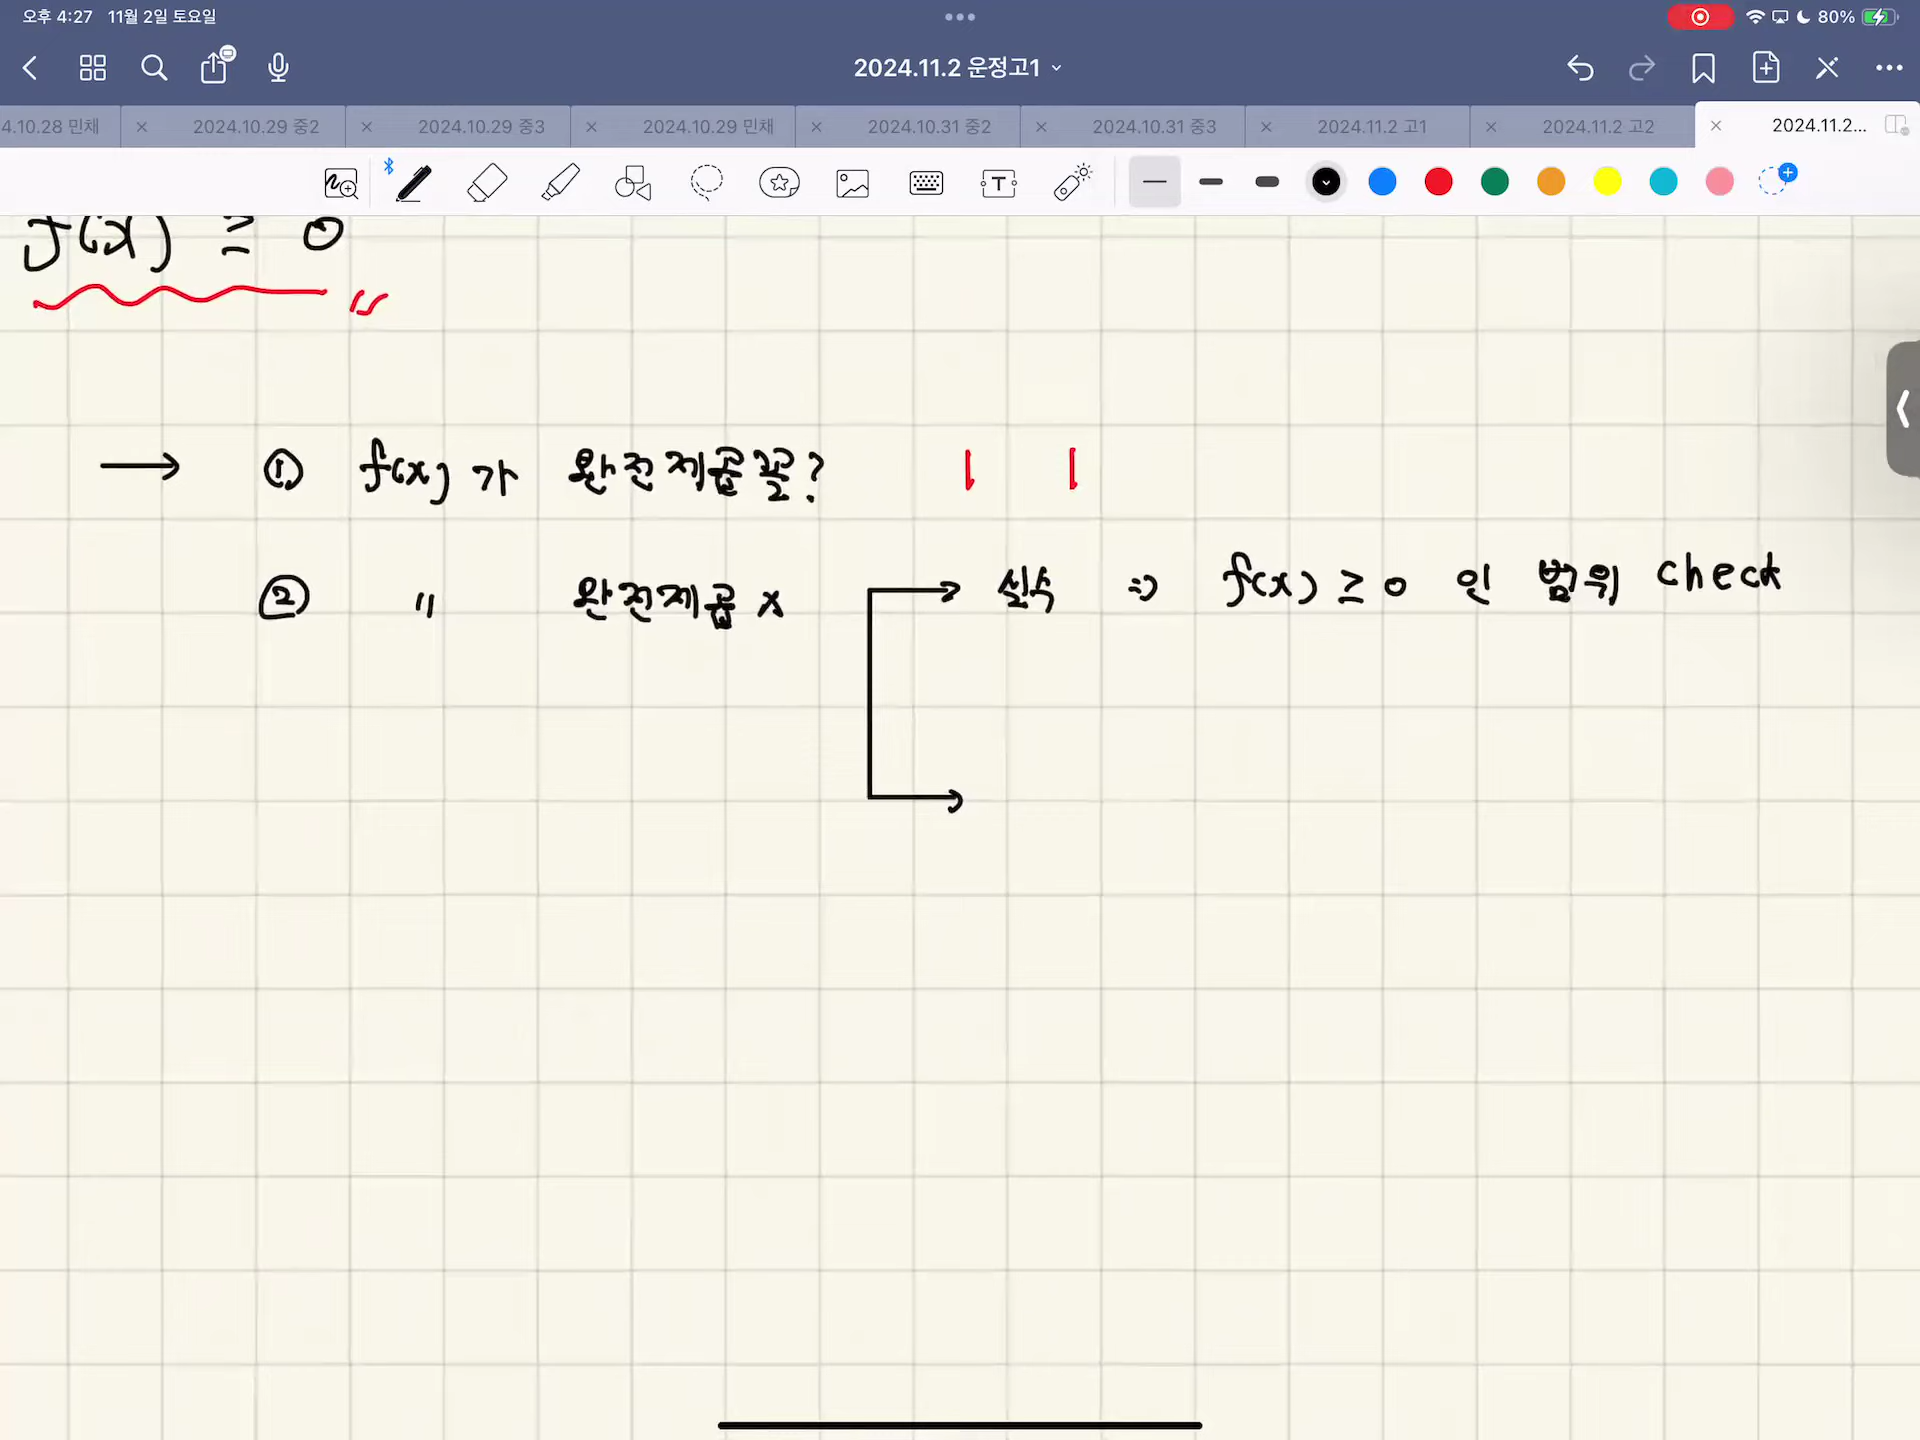 오후 4:27 11월 2일 토요일
80%
2024.11.2 운정고1
4.10.28 민채
2024.10.29 중2
2024.10.29 중3
2024.10.29 민채
2024.10.31 중2
2024.10.31 중3
2024.11.2 고1
2024.11.2 고2
2024.11.2...
f(x) ≥ 0
→ ① f(x)가 완전제곱꼴? | |
② 〃 완전제곱 x → 실수 ⇒ f(x) ≥ 0 인 범위 check
→